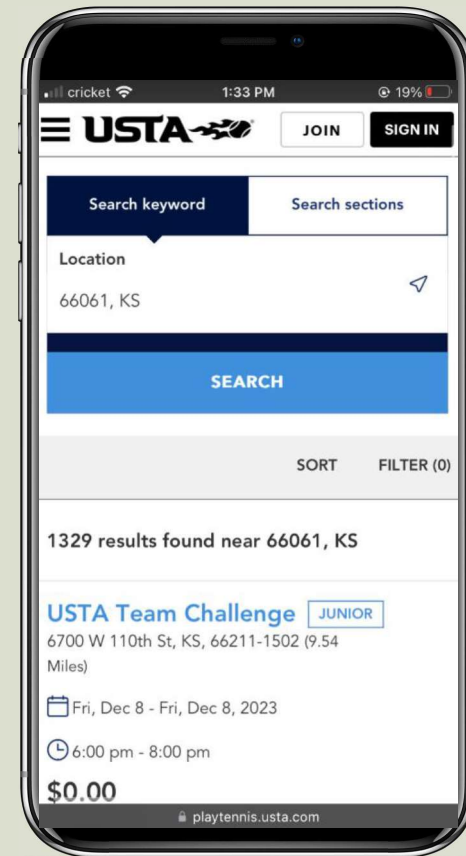 cricket 1:33 PM 19%
USTA JOIN SIGN IN
Search keyword Search sections
Location
66061, KS
SEARCH
SORT FILTER (0)
1329 results found near 66061, KS
USTA Team Challenge JUNIOR
6700 W 110th St, KS, 66211-1502 (9.54
Miles)
Fri, Dec 8 - Fri, Dec 8, 2023
6:00 pm - 8:00 pm
$0.00
playtennis.usta.com